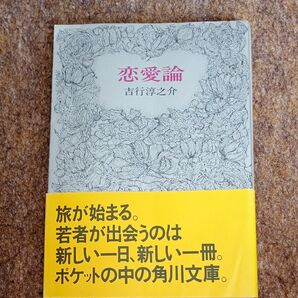 恋愛論
吉行淳之介
旅が始まる。
若者が出会うのは
新しい一日、新しい一冊。
ポケットの中の角川文庫。